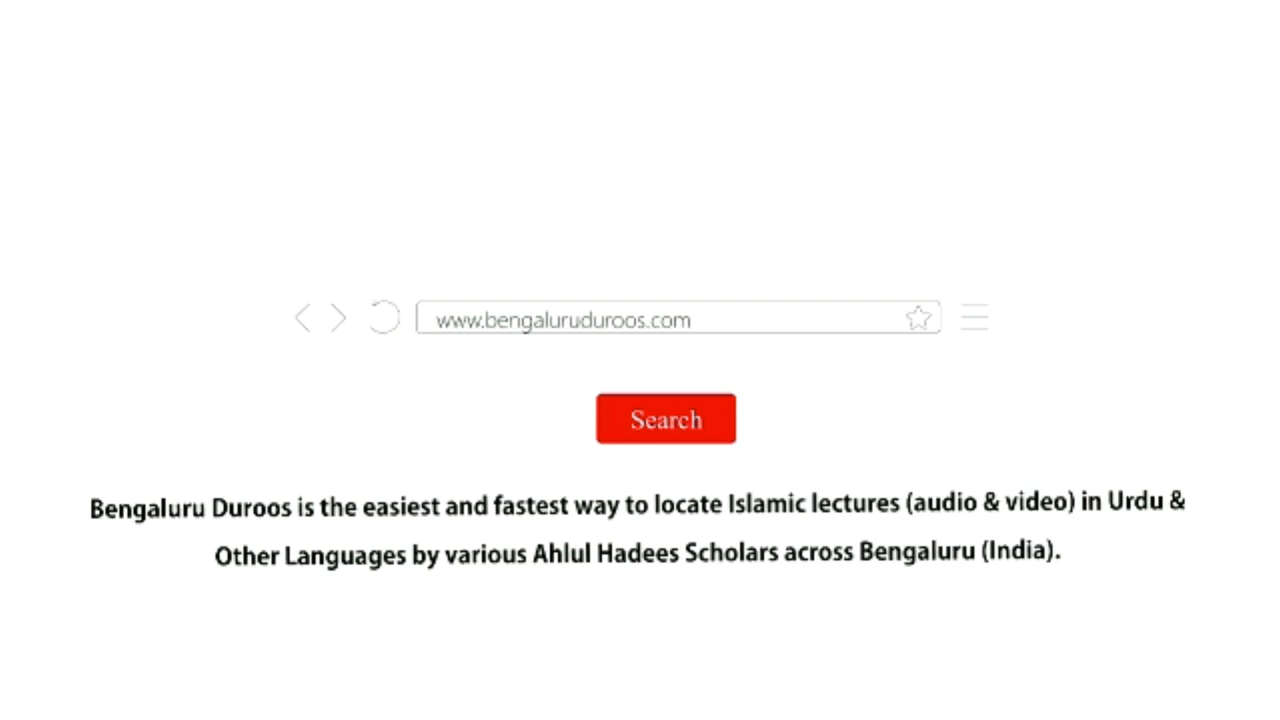 www.bengaluruduroos.com
Search
Bengaluru Duroos is the easiest and fastest way to locate Islamic lectures (audio & video) in Urdu &
Other Languages by various Ahlul Hadees Scholars across Bengaluru (India).